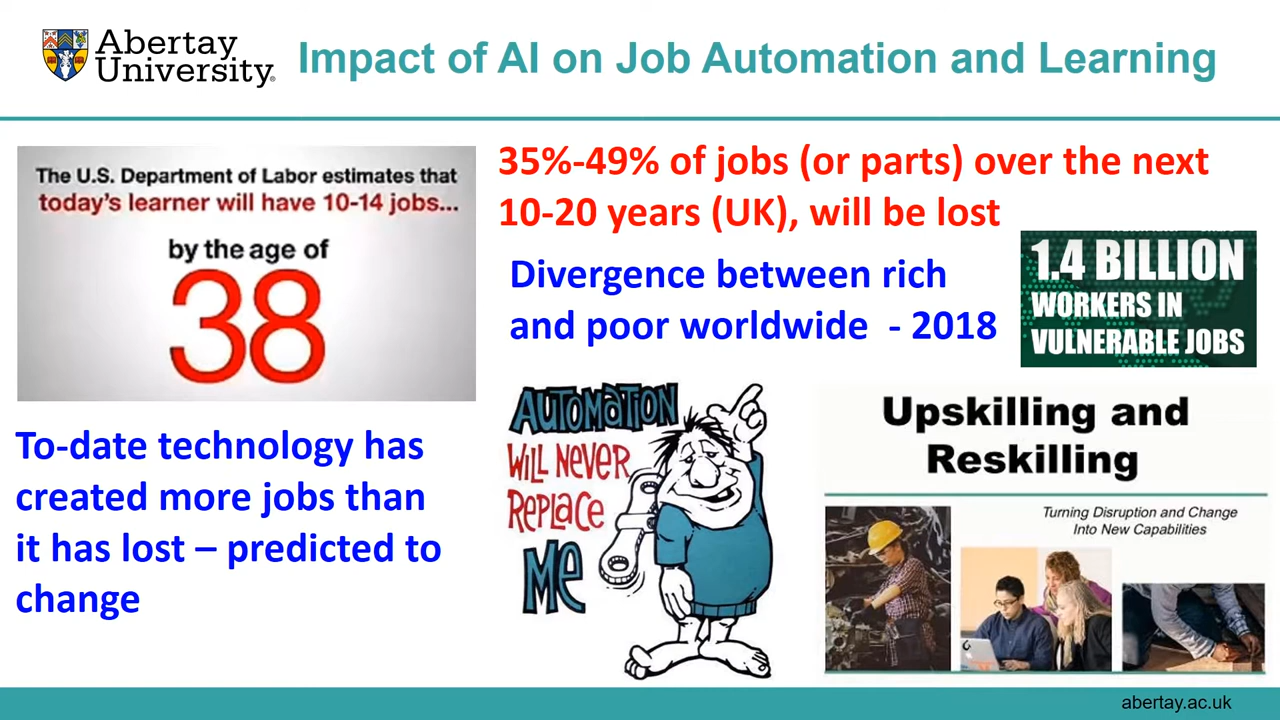 Abertay
University
Impact of AI on Job Automation and Learning
The U.S. Department of Labor estimates that
today's learner will have 10-14 jobs...
by the age of
38
35%-49% of jobs (or parts) over the next
10-20 years (UK), will be lost
Divergence between rich
and poor worldwide - 2018
1.4 BILLION
WORKERS IN
VULNERABLE JOBS
To-date technology has
created more jobs than
it has lost – predicted to
change
AUTOMATION
WILL NEVER
REPLACE
ME
Upskilling and
Reskilling
Turning Disruption and Change
Into New Capabilities
abertay.ac.uk